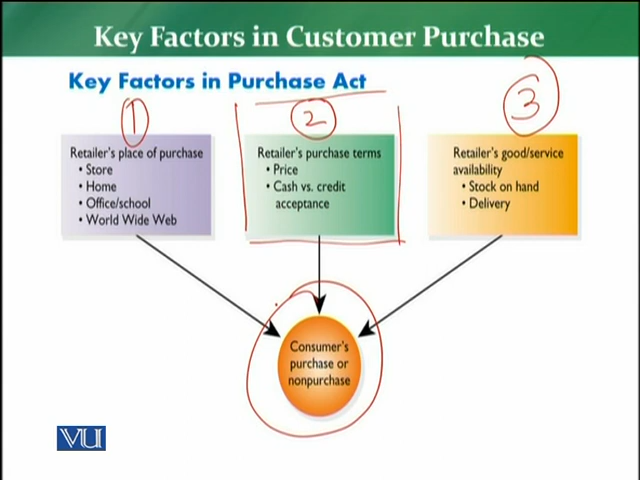 Key Factors in Customer Purchase
Key Factors in Purchase Act
1
2
3
Retailer's place of purchase
• Store
• Home
• Office/school
• World Wide Web
Retailer's purchase terms
• Price
• Cash vs. credit
acceptance
Retailer's good/service
availability
• Stock on hand
• Delivery
Consumer's
purchase or
nonpurchase
VU